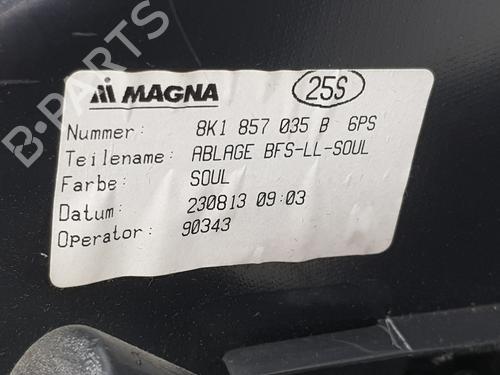 MAGNA
25S
Nummer: 8K1 857 035 B 6PS
Teilename: ABLAGE BFS-LL-SOUL
Farbe: SOUL
Datum: 230813 09:03
Operator: 90343
B-PARTS